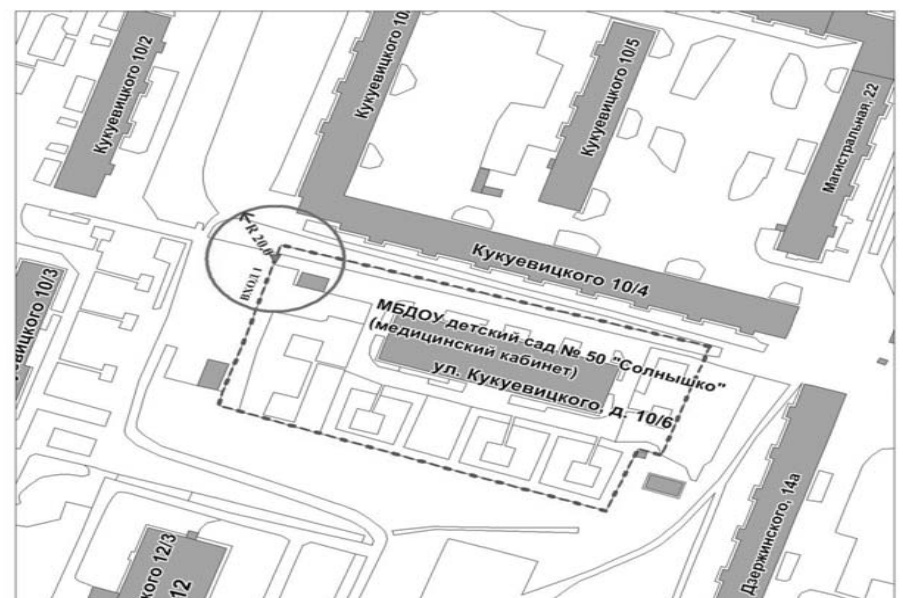 Кукуевицкого 10/2
Кукуевицкого 10/
Кукуевицкого 10/5
Магистральная, 22
R 20,0
ВХОД 1
Кукуевицкого 10/4
МБДОУ детский сад № 50 "Солнышко"
(медицинский кабинет)
ул. Кукуевицкого, д. 10/6
вицкого 10/3
Дзержинского, 14а
кого 12/3
12